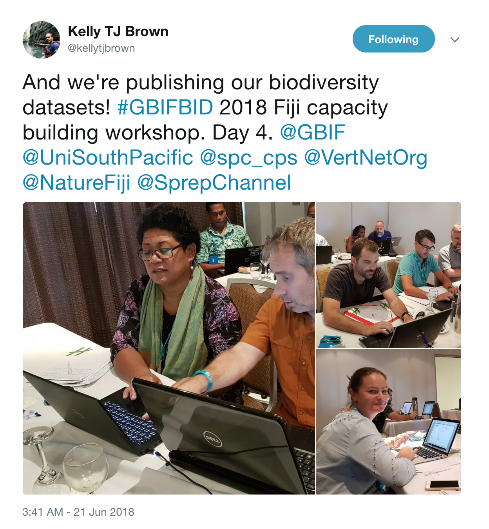 Kelly TJ Brown
@kellytjbrown
Following
And we're publishing our biodiversity
datasets! #GBIFBID 2018 Fiji capacity
building workshop. Day 4. @GBIF
@UniSouthPacific @spc_cps @VertNetOrg
@NatureFiji @SprepChannel
DELL
3:41 AM - 21 Jun 2018